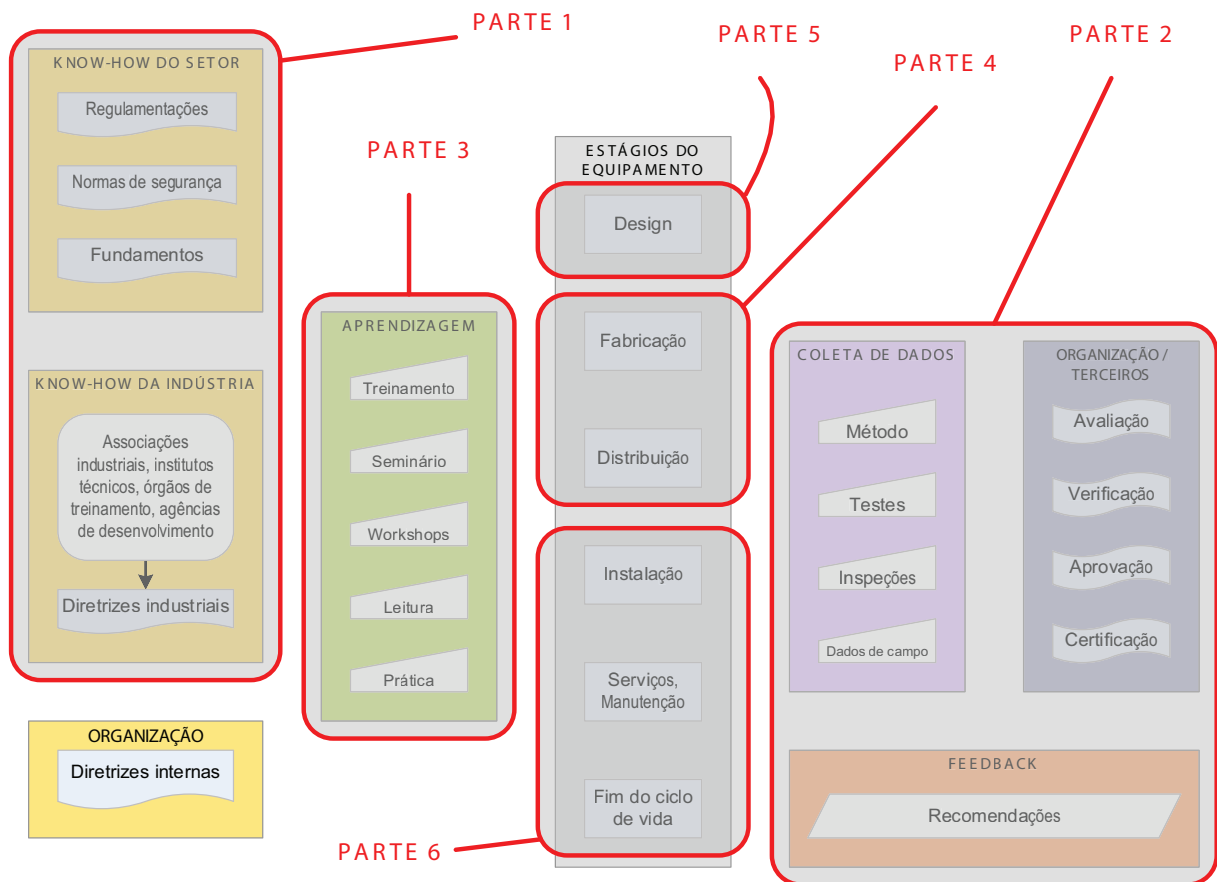 PARTE 1
PARTE 5
PARTE 2
PARTE 4
PARTE 3
KNOW-HOW DO SETOR
Regulamentações
Normas de segurança
Fundamentos
KNOW-HOW DA INDÚSTRIA
Associações
industriais, institutos
técnicos, órgãos de
treinamento, agências
de desenvolvimento
Diretrizes industriais
ORGANIZAÇÃO
Diretrizes internas
APRENDIZAGEM
Treinamento
Seminário
Workshops
Leitura
Prática
ESTÁGIOS DO
EQUIPAMENTO
Design
Fabricação
Distribuição
Instalação
Serviços,
Manutenção
Fim do ciclo
de vida
PARTE 6
COLETA DE DADOS
Método
Testes
Inspeções
Dados de campo
ORGANIZAÇÃO /
TERCEIROS
Avaliação
Verificação
Aprovação
Certificação
FEEDBACK
Recomendações